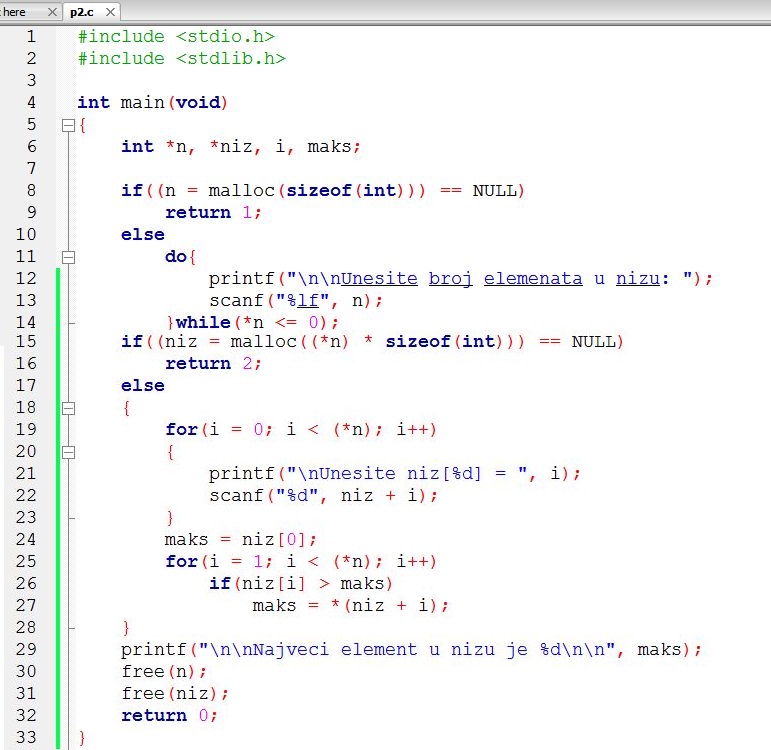 here p2.c
1 #include <stdio.h>
2 #include <stdlib.h>
3
4 int main(void)
5 {
6     int *n, *niz, i, maks;
7
8     if((n = malloc(sizeof(int))) == NULL)
9         return 1;
10     else
11         do{
12             printf("\n\nUnesite broj elemenata u nizu: ");
13             scanf("%lf", n);
14         }while(*n <= 0);
15     if((niz = malloc((*n) * sizeof(int))) == NULL)
16         return 2;
17     else
18     {
19         for(i = 0; i < (*n); i++)
20         {
21             printf("\nUnesite niz[%d] = ", i);
22             scanf("%d", niz + i);
23         }
24         maks = niz[0];
25         for(i = 1; i < (*n); i++)
26             if(niz[i] > maks)
27                 maks = *(niz + i);
28     }
29     printf("\n\nNajveci element u nizu je %d\n\n", maks);
30     free(n);
31     free(niz);
32     return 0;
33 }